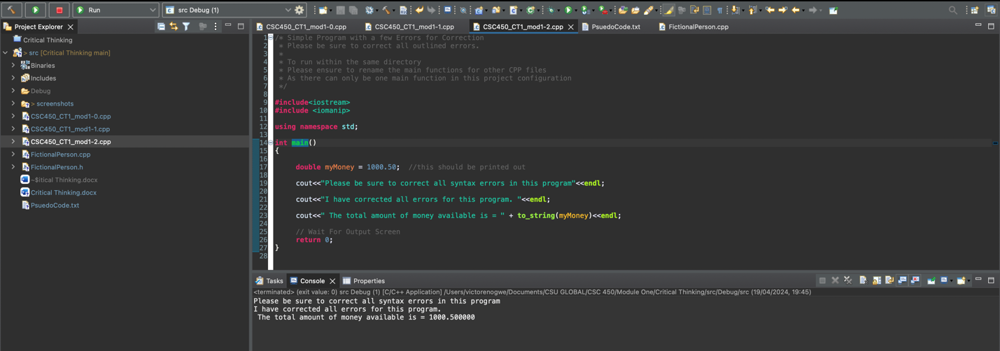 Run
src Debug (1)
Project Explorer
Critical Thinking
> src [Critical Thinking main]
Binaries
Includes
Debug
> screenshots
CSC450_CT1_mod1-0.cpp
CSC450_CT1_mod1-1.cpp
CSC450_CT1_mod1-2.cpp
FictionalPerson.cpp
FictionalPerson.h
~$itical Thinking.docx
Critical Thinking.docx
PsuedoCode.txt
CSC450_CT1_mod1-0.cpp CSC450_CT1_mod1-1.cpp CSC450_CT1_mod1-2.cpp PsuedoCode.txt FictionalPerson.cpp
1 /* Simple Program with a few Errors for Correction
2 * Please be sure to correct all outlined errors.
3 *
4 * To run within the same directory
5 * Please ensure to rename the main functions for other CPP files
6 * As there can only be one main function in this project configuration
7 */
8
9 #include<iostream>
10 #include <iomanip>
11
12 using namespace std;
13
14 int main()
15 {
16
17 double myMoney = 1000.50; //this should be printed out
18
19 cout<<"Please be sure to correct all syntax errors in this program"<<endl;
20
21 cout<<"I have corrected all errors for this program. "<<endl;
22
23 cout<<" The total amount of money available is = " + to_string(myMoney)<<endl;
24
25 // Wait For Output Screen
26 return 0;
27 }
28
Tasks Console Properties
<terminated> (exit value: 0) src Debug (1) [C/C++ Application] /Users/victorenogwe/Documents/CSU GLOBAL/CSC 450/Module One/Critical Thinking/src/Debug/src (19/04/2024, 19:45)
Please be sure to correct all syntax errors in this program
I have corrected all errors for this program.
The total amount of money available is = 1000.500000